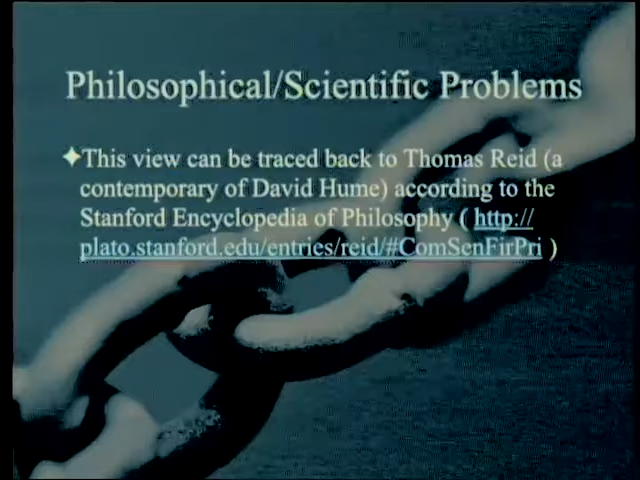 Philosophical/Scientific Problems
✦This view can be traced back to Thomas Reid (a
contemporary of David Hume) according to the
Stanford Encyclopedia of Philosophy ( http://
plato.stanford.edu/entries/reid/#ComSenFirPri )